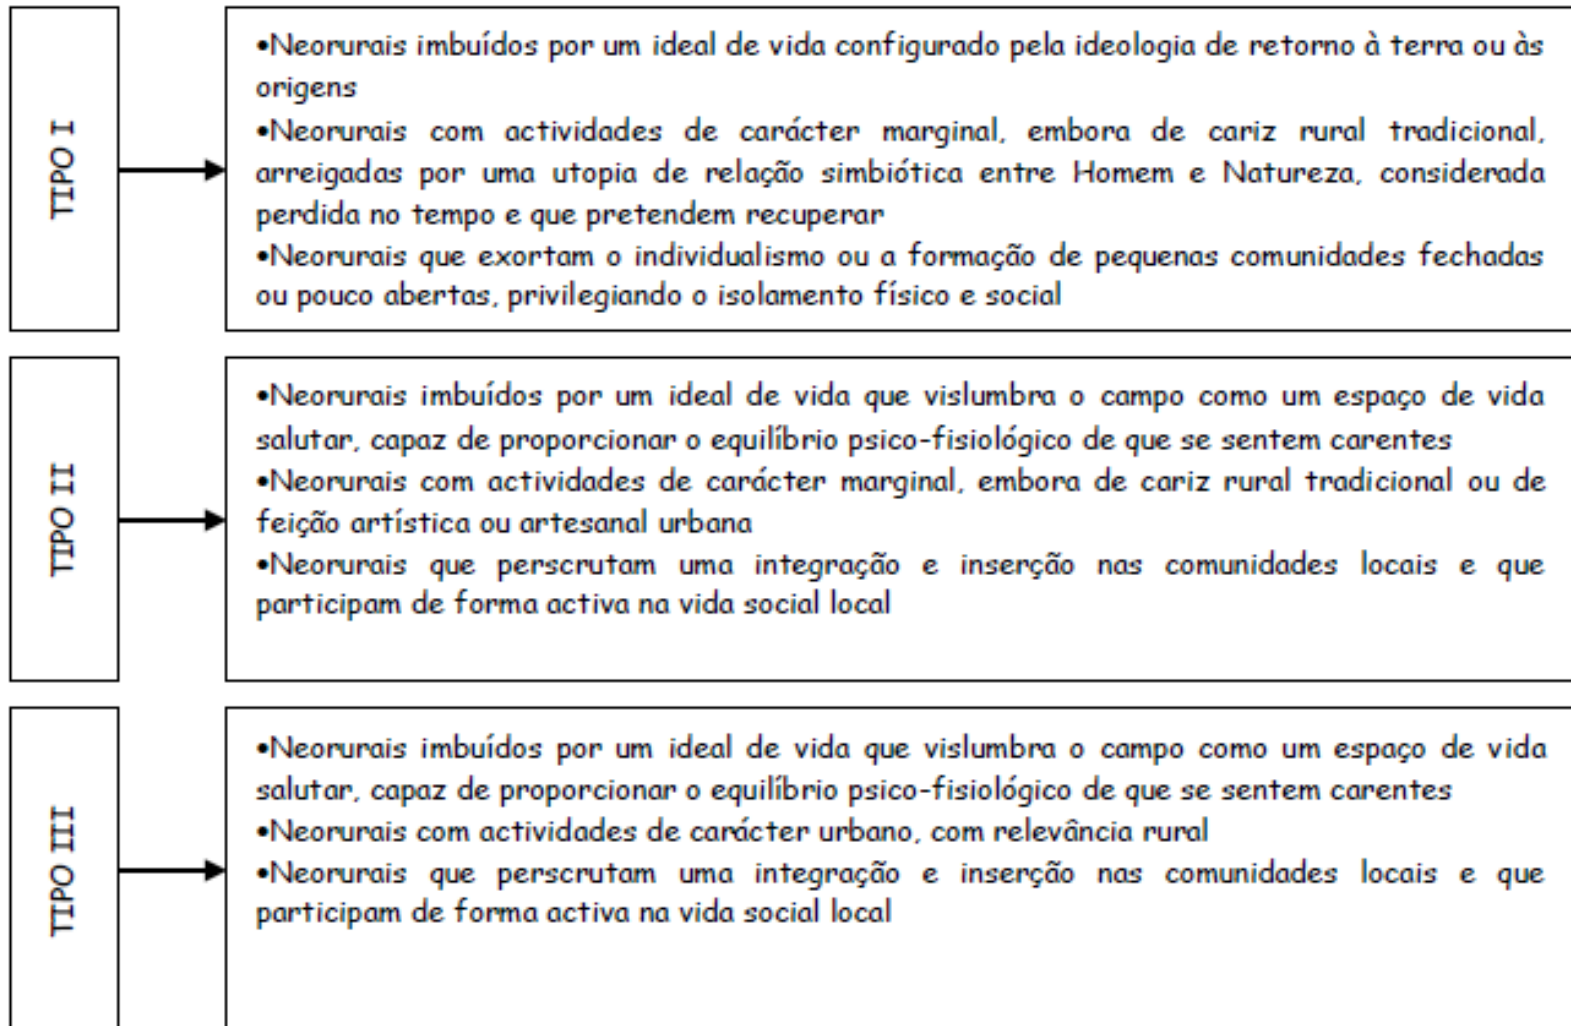 TIPO I
•Neorurais imbuídos por um ideal de vida configurado pela ideologia de retorno à terra ou às
origens
•Neorurais com actividades de carácter marginal, embora de cariz rural tradicional,
arreigadas por uma utopia de relação simbiótica entre Homem e Natureza, considerada
perdida no tempo e que pretendem recuperar
•Neorurais que exortam o individualismo ou a formação de pequenas comunidades fechadas
ou pouco abertas, privilegiando o isolamento físico e social
TIPO II
•Neorurais imbuídos por um ideal de vida que vislumbra o campo como um espaço de vida
salutar, capaz de proporcionar o equilíbrio psico-fisiológico de que se sentem carentes
•Neorurais com actividades de carácter marginal, embora de cariz rural tradicional ou de
feição artística ou artesanal urbana
•Neorurais que perscrutam uma integração e inserção nas comunidades locais e que
participam de forma activa na vida social local
TIPO III
•Neorurais imbuídos por um ideal de vida que vislumbra o campo como um espaço de vida
salutar, capaz de proporcionar o equilíbrio psico-fisiológico de que se sentem carentes
•Neorurais com actividades de carácter urbano, com relevância rural
•Neorurais que perscrutam uma integração e inserção nas comunidades locais e que
participam de forma activa na vida social local